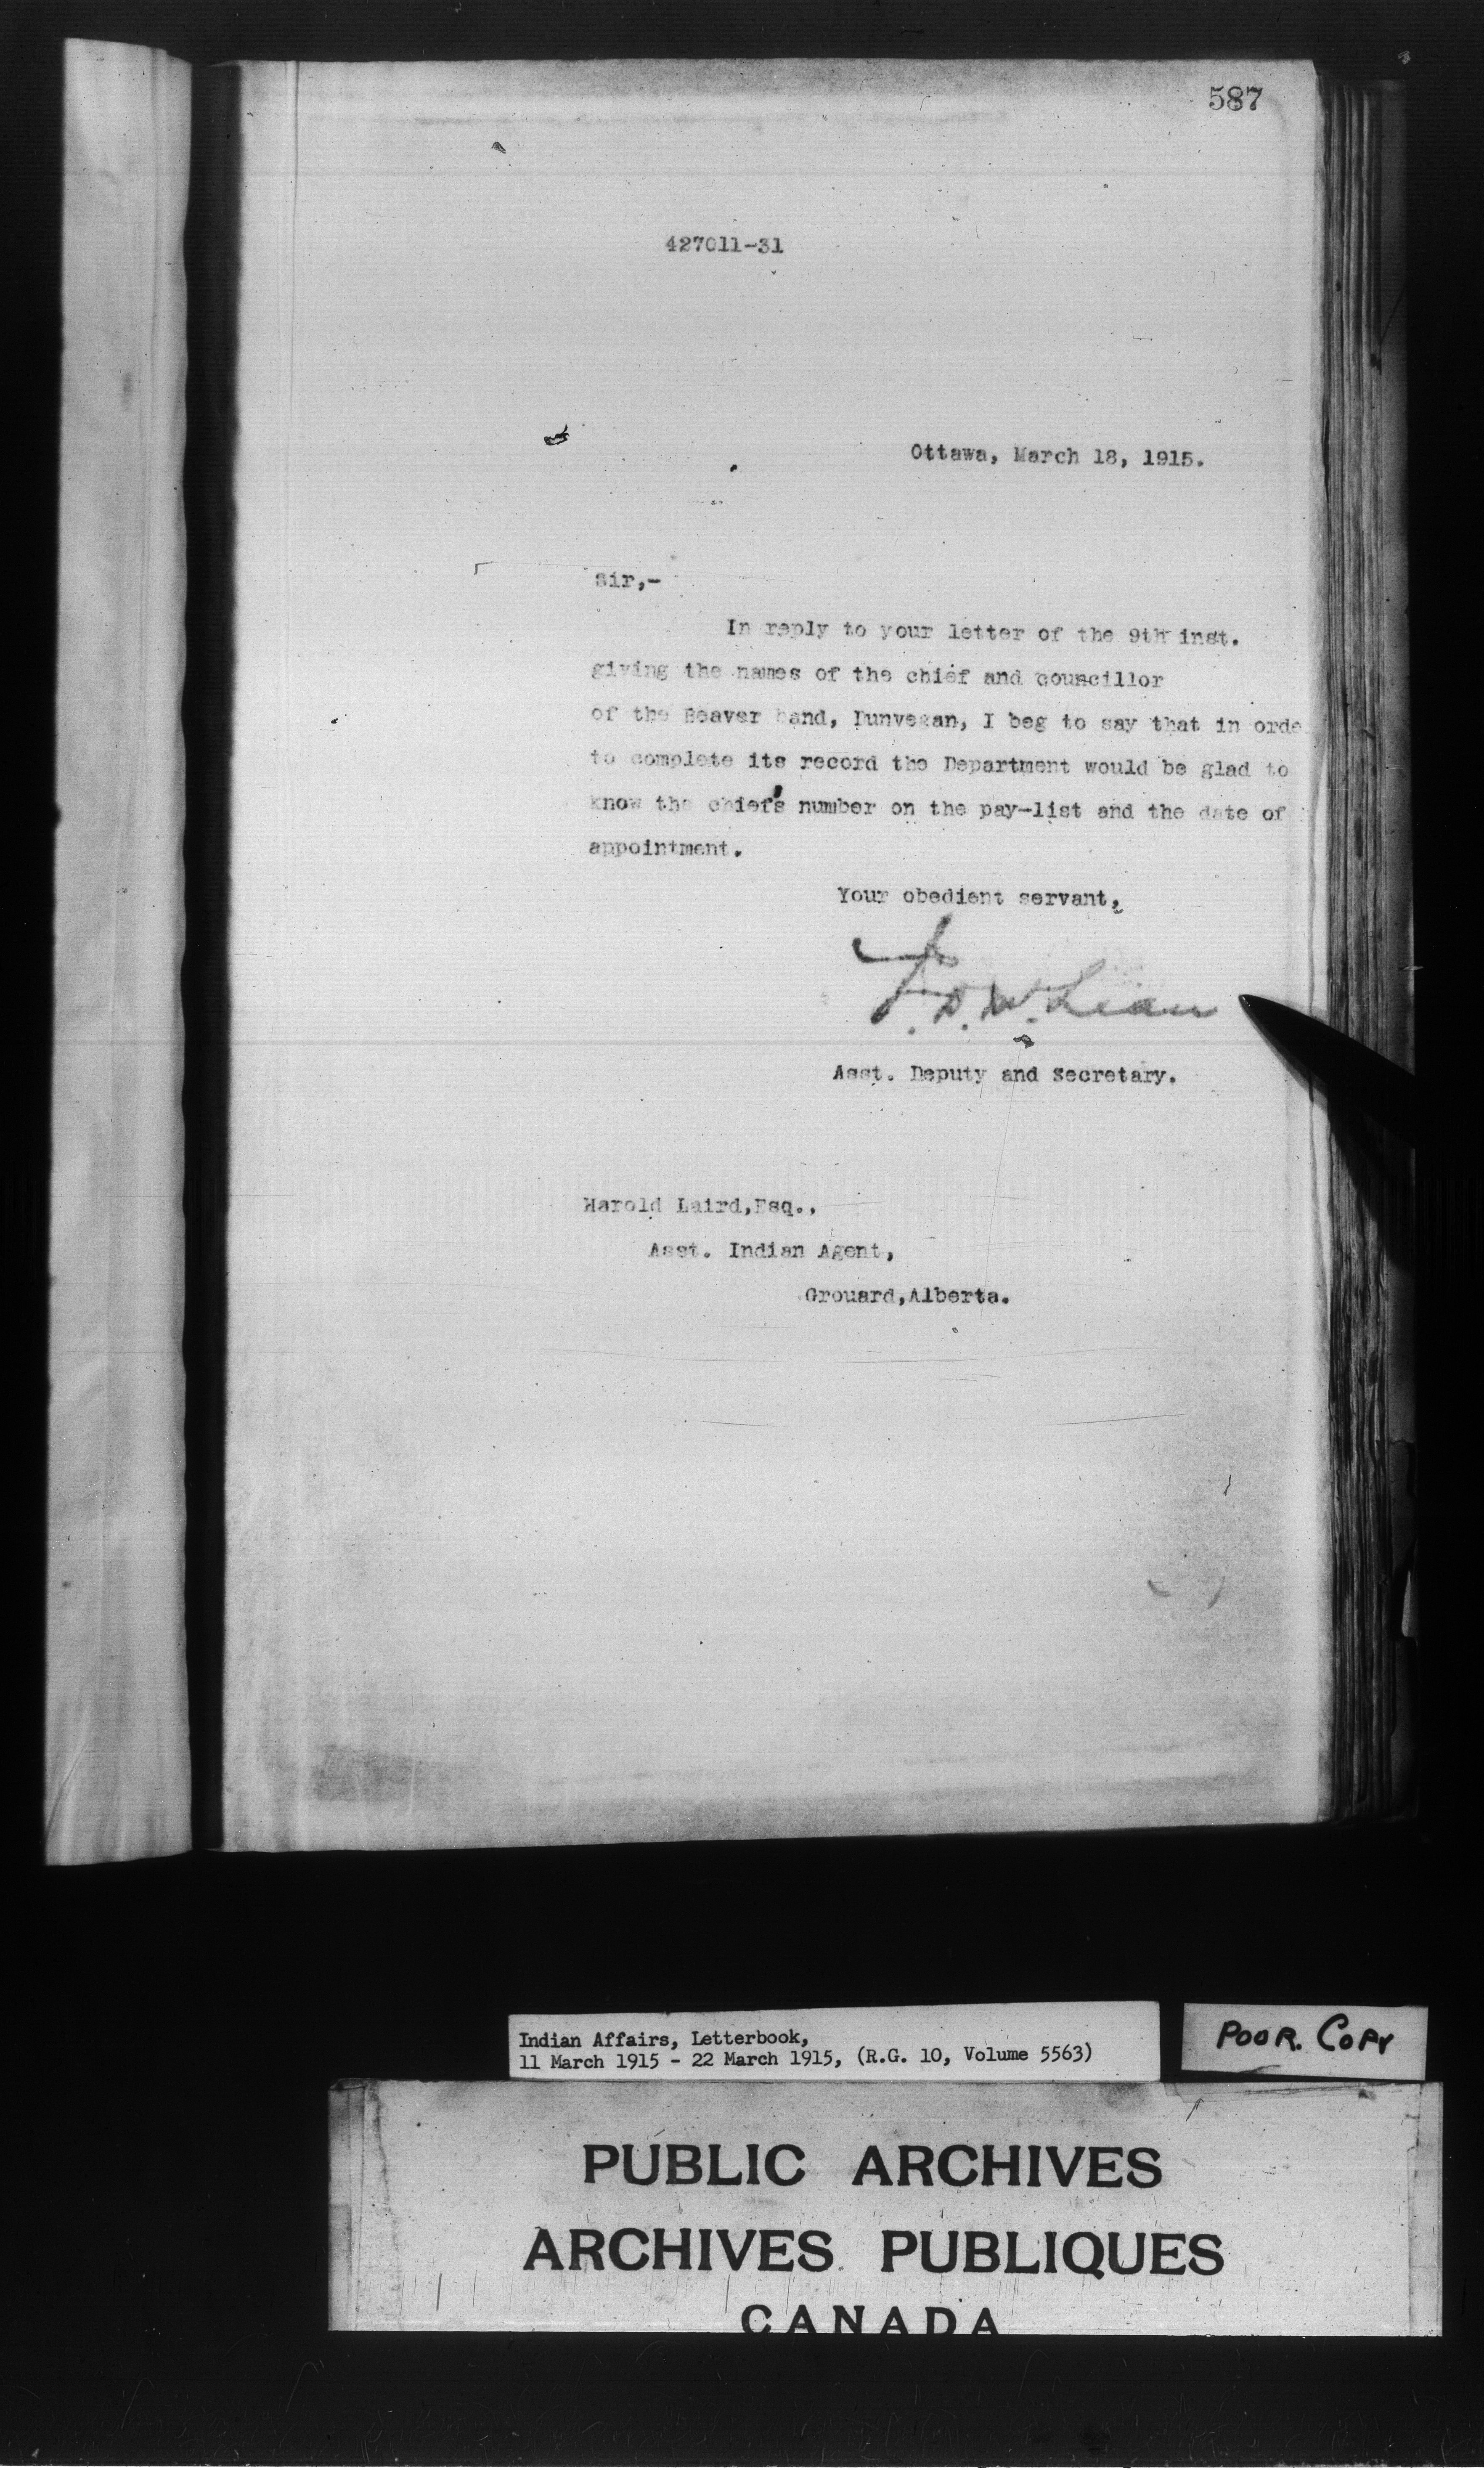 587
427011-31
Ottawa, March 18, 1915.
Sir,-
In reply to your letter of the 9th inst.
giving the names of the chief and councillor
of the Beaver band, Dunvegan, I beg to say that in orde
to complete its record the Department would be glad to
know the chief's number on the pay-list and the date of
appointment.
Your obedient servant,
J. D. McLean
Asst. Deputy and Secretary.
Harold Laird,Esq.,
Asst. Indian Agent,
Grouard,Alberta.
Indian Affairs, Letterbook,
11 March 1915 - 22 March 1915, (R.G. 10, Volume 5563)
POOR. COPY
PUBLIC ARCHIVES
ARCHIVES PUBLIQUES
CANADA